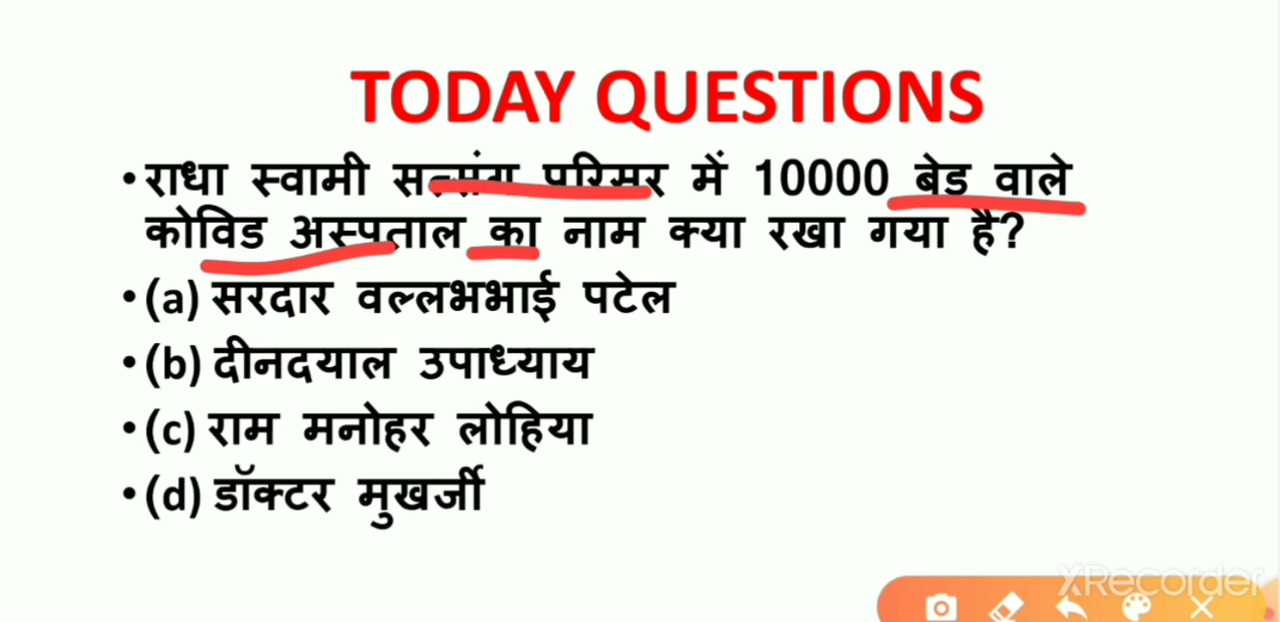 TODAY QUESTIONS
•राधा स्वामी सत्संग परिसर में 10000 बेड वाले
कोविड अस्पताल का नाम क्या रखा गया है?
•(a) सरदार वल्लभभाई पटेल
•(b) दीनदयाल उपाध्याय
•(c) राम मनोहर लोहिया
•(d) डॉक्टर मुखर्जी
XRecorder